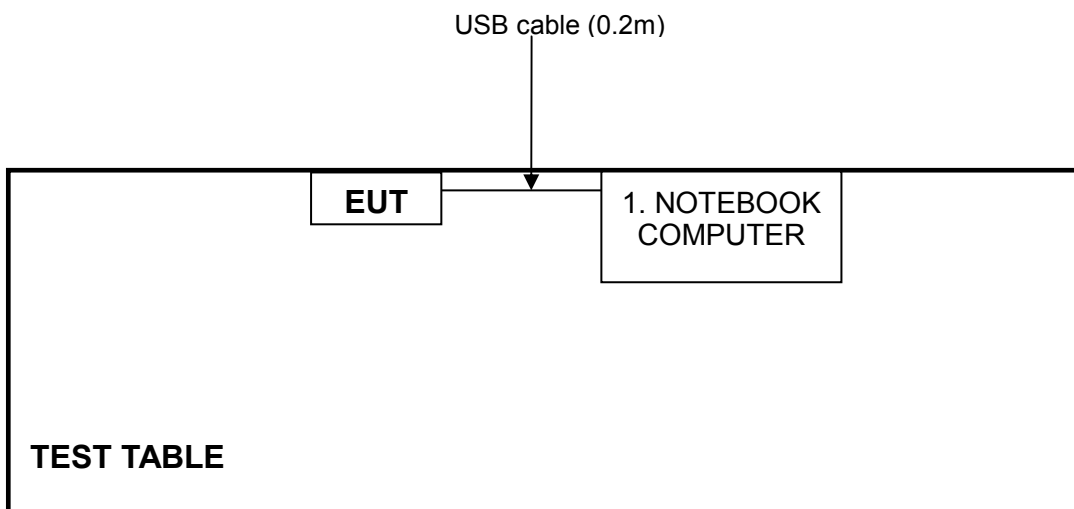 USB cable (0.2m)
EUT
1. NOTEBOOK
COMPUTER
TEST TABLE